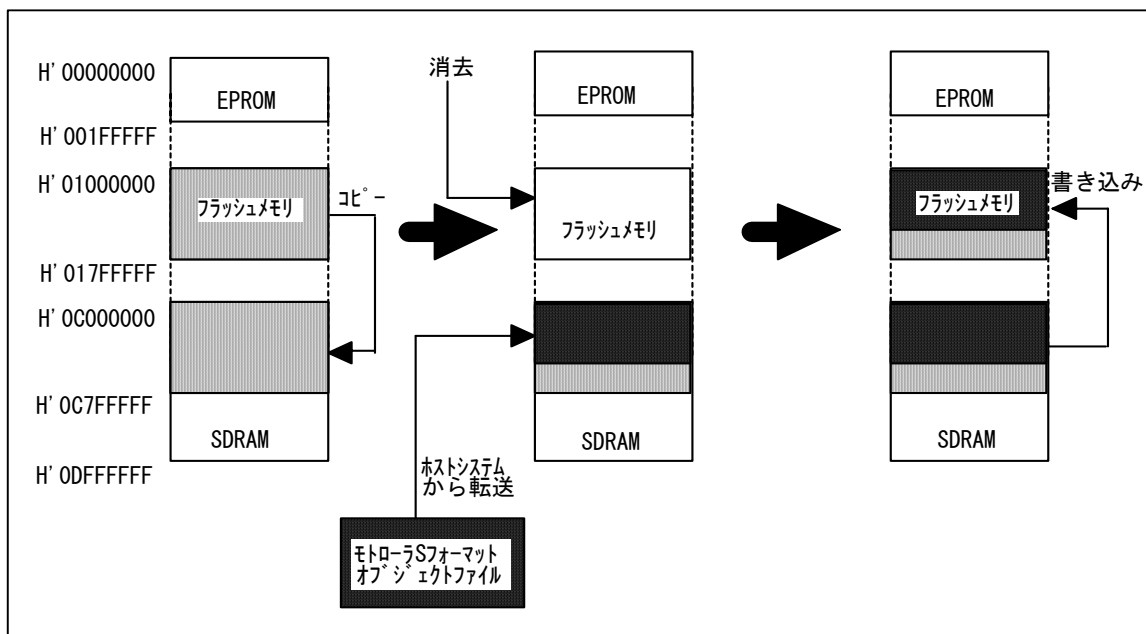 H'00000000
EPROM
H'001FFFFF
H'01000000
フラッシュメモリ
コピー
H'017FFFFF
H'0C000000
H'0C7FFFFF
SDRAM
H'0DFFFFFF
消去
EPROM
フラッシュメモリ
SDRAM
ホストシステム
から転送
モトローラSフォーマット
オブジェクトファイル
EPROM
書き込み
フラッシュメモリ
SDRAM